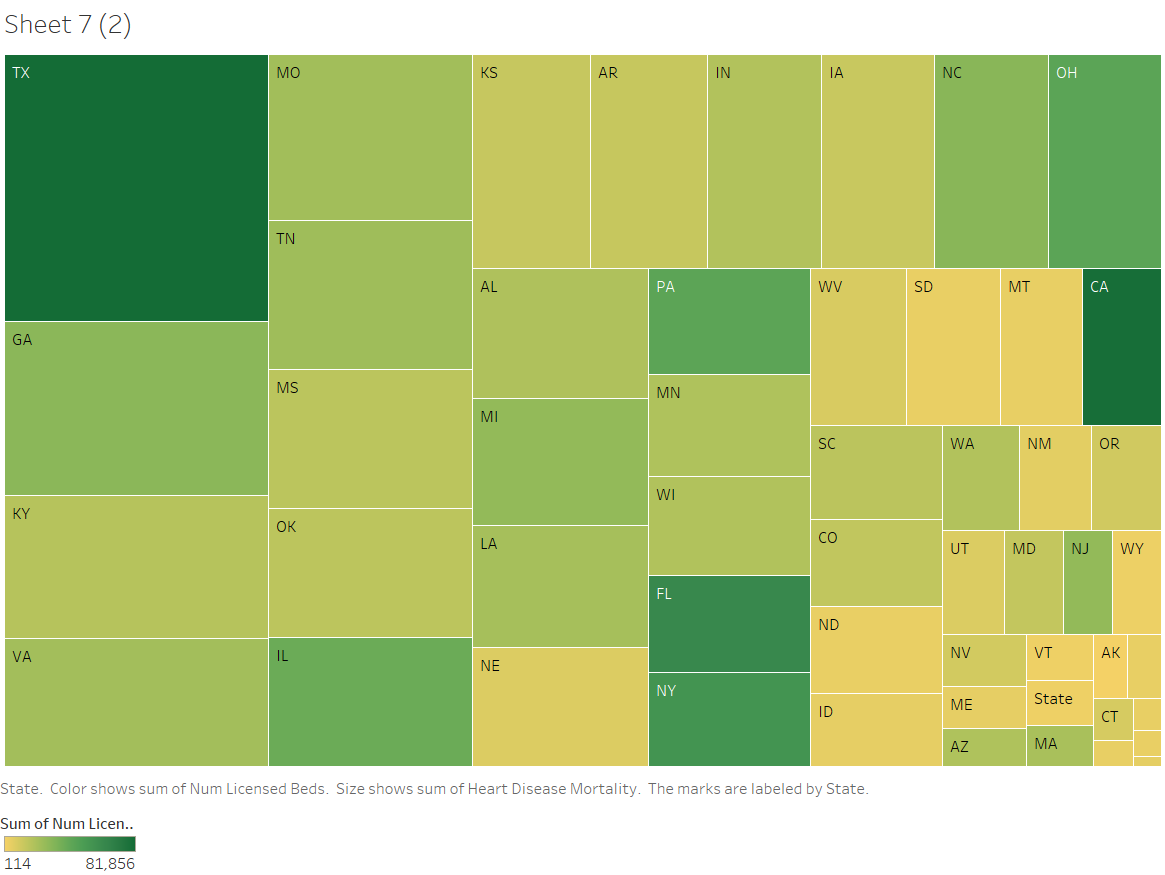 Sheet 7 (2)
TX
MO
KS
AR
IN
IA
NC
OH
TN
AL
PA
WV
SD
MT
CA
GA
MS
MI
MN
SC
WA
NM
OR
KY
OK
LA
WI
CO
UT
MD
NJ
WY
VA
IL
NE
FL
ND
NV
VT
AK
NY
ID
ME
State
CT
AZ
MA
State. Color shows sum of Num Licensed Beds. Size shows sum of Heart Disease Mortality. The marks are labeled by State.
Sum of Num Licen..
114
81,856